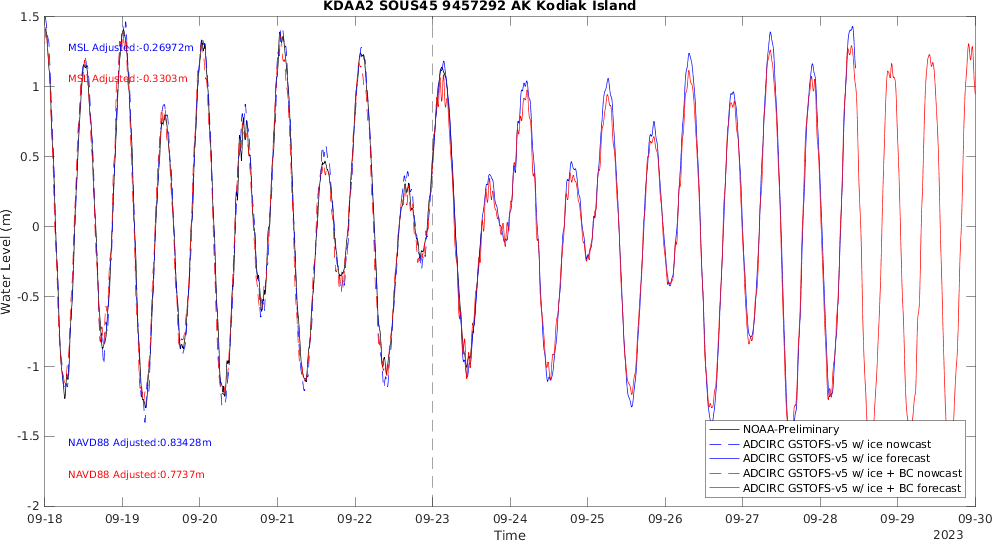 KDAA2 SOUS45 9457292 AK Kodiak Island
1.5
1
0.5
0
-0.5
-1
-1.5
-2
Water Level (m)
MSL Adjusted:-0.26972m
MSL Adjusted:-0.3303m
NAVD88 Adjusted:0.83428m
NAVD88 Adjusted:0.7737m
NOAA-Preliminary
ADCIRC GSTOFS-v5 w/ ice nowcast
ADCIRC GSTOFS-v5 w/ ice forecast
ADCIRC GSTOFS-v5 w/ ice + BC nowcast
ADCIRC GSTOFS-v5 w/ ice + BC forecast
09-18 09-19 09-20 09-21 09-22 09-23 09-24 09-25 09-26 09-27 09-28 09-29 09-30
Time
2023